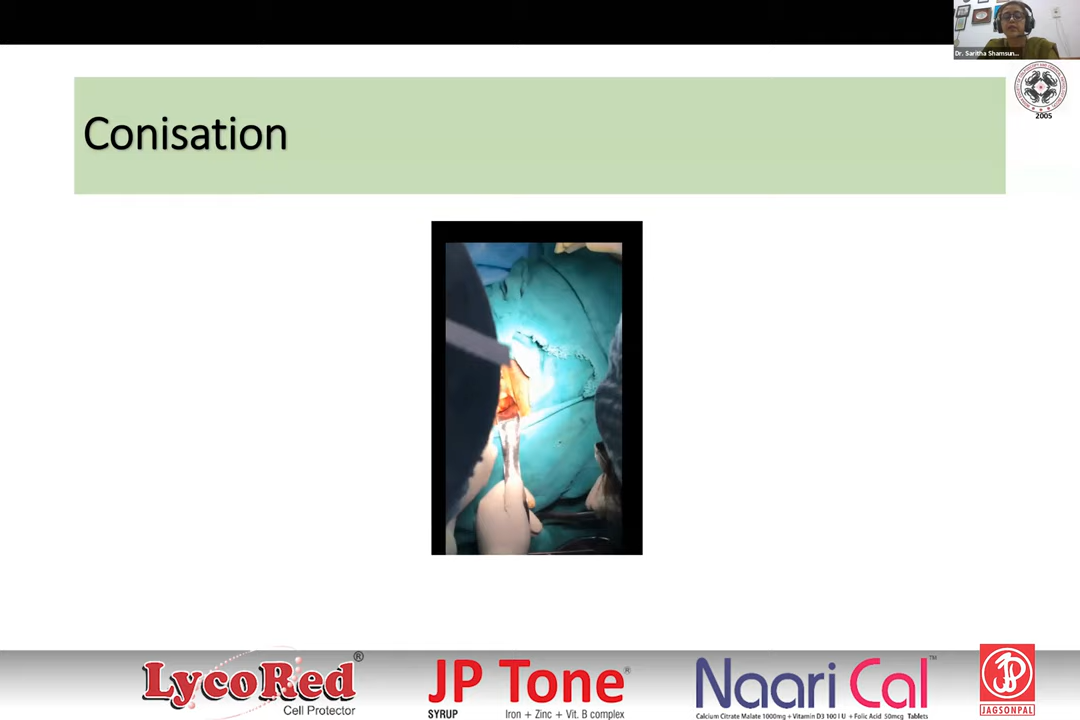 Dr. Saritha Shamsun...
2005
Conisation
LycoRed®
Cell Protector
JP Tone®
SYRUP
Iron + Zinc + Vit. B complex
Naari Cal™
Calcium Citrate Malate 1000mg + Vitamin D3 100 I U + Folic Acid 50mcg Tablets
JAGSONPAL